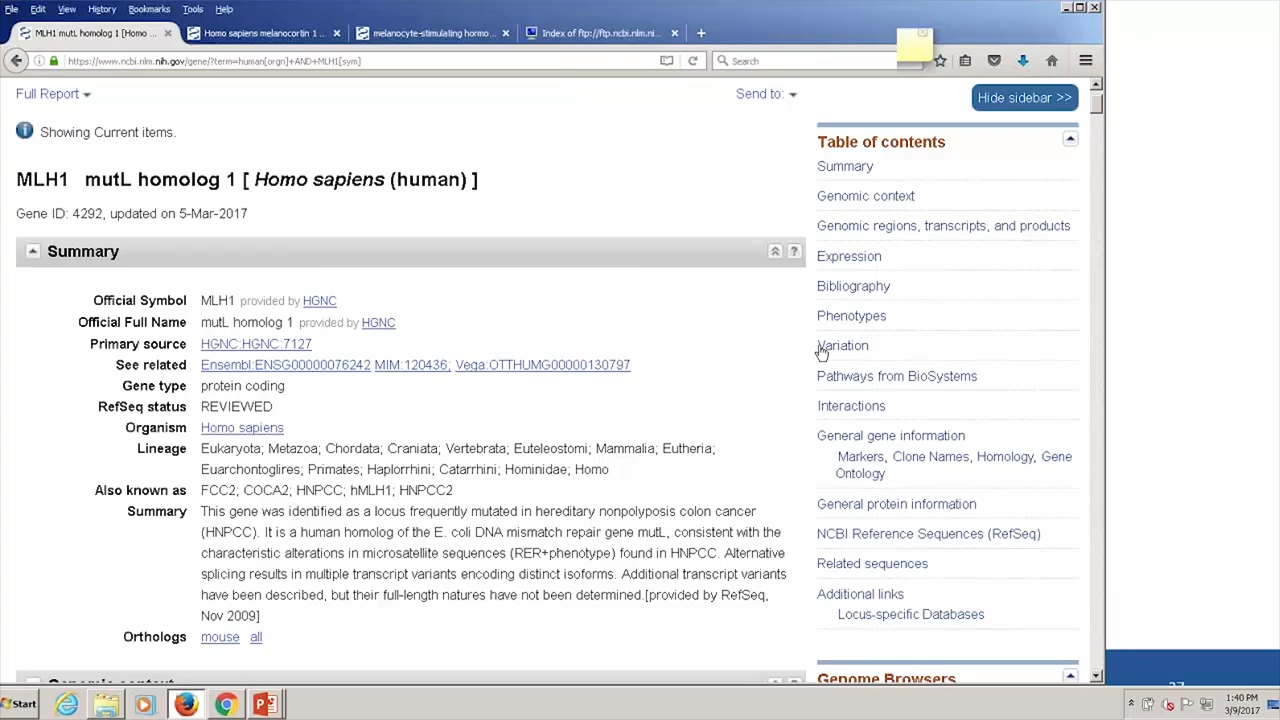 File Edit View History Bookmarks Tools Help
MLH1 mutL homolog 1 [Homo ...
Homo sapiens melanocortin 1 ...
melanocyte-stimulating hormo...
Index of ftp://ftp.ncbi.nlm.ni...
https://www.ncbi.nlm.nih.gov/gene/?term=human[orgn]+AND+MLH1[sym]
Search
Full Report
Send to:
Hide sidebar >>
Showing Current items.
MLH1 mutL homolog 1 [ Homo sapiens (human) ]
Gene ID: 4292, updated on 5-Mar-2017
Summary
Official Symbol MLH1 provided by HGNC
Official Full Name mutL homolog 1 provided by HGNC
Primary source HGNC:HGNC:7127
See related Ensembl:ENSG00000076242 MIM:120436; Vega:OTTHUMG00000130797
Gene type protein coding
RefSeq status REVIEWED
Organism Homo sapiens
Lineage Eukaryota; Metazoa; Chordata; Craniata; Vertebrata; Euteleostomi; Mammalia; Eutheria;
Euarchontoglires; Primates; Haplorrhini; Catarrhini; Hominidae; Homo
Also known as FCC2; COCA2; HNPCC; hMLH1; HNPCC2
Summary This gene was identified as a locus frequently mutated in hereditary nonpolyposis colon cancer
(HNPCC). It is a human homolog of the E. coli DNA mismatch repair gene mutL, consistent with the
characteristic alterations in microsatellite sequences (RER+phenotype) found in HNPCC. Alternative
splicing results in multiple transcript variants encoding distinct isoforms. Additional transcript variants
have been described, but their full-length natures have not been determined.[provided by RefSeq,
Nov 2009]
Orthologs mouse all
Genomic context
Table of contents
Summary
Genomic context
Genomic regions, transcripts, and products
Expression
Bibliography
Phenotypes
Variation
Pathways from BioSystems
Interactions
General gene information
Markers, Clone Names, Homology, Gene
Ontology
General protein information
NCBI Reference Sequences (RefSeq)
Related sequences
Additional links
Locus-specific Databases
Genome Browsers
Start
1:40 PM
3/9/2017